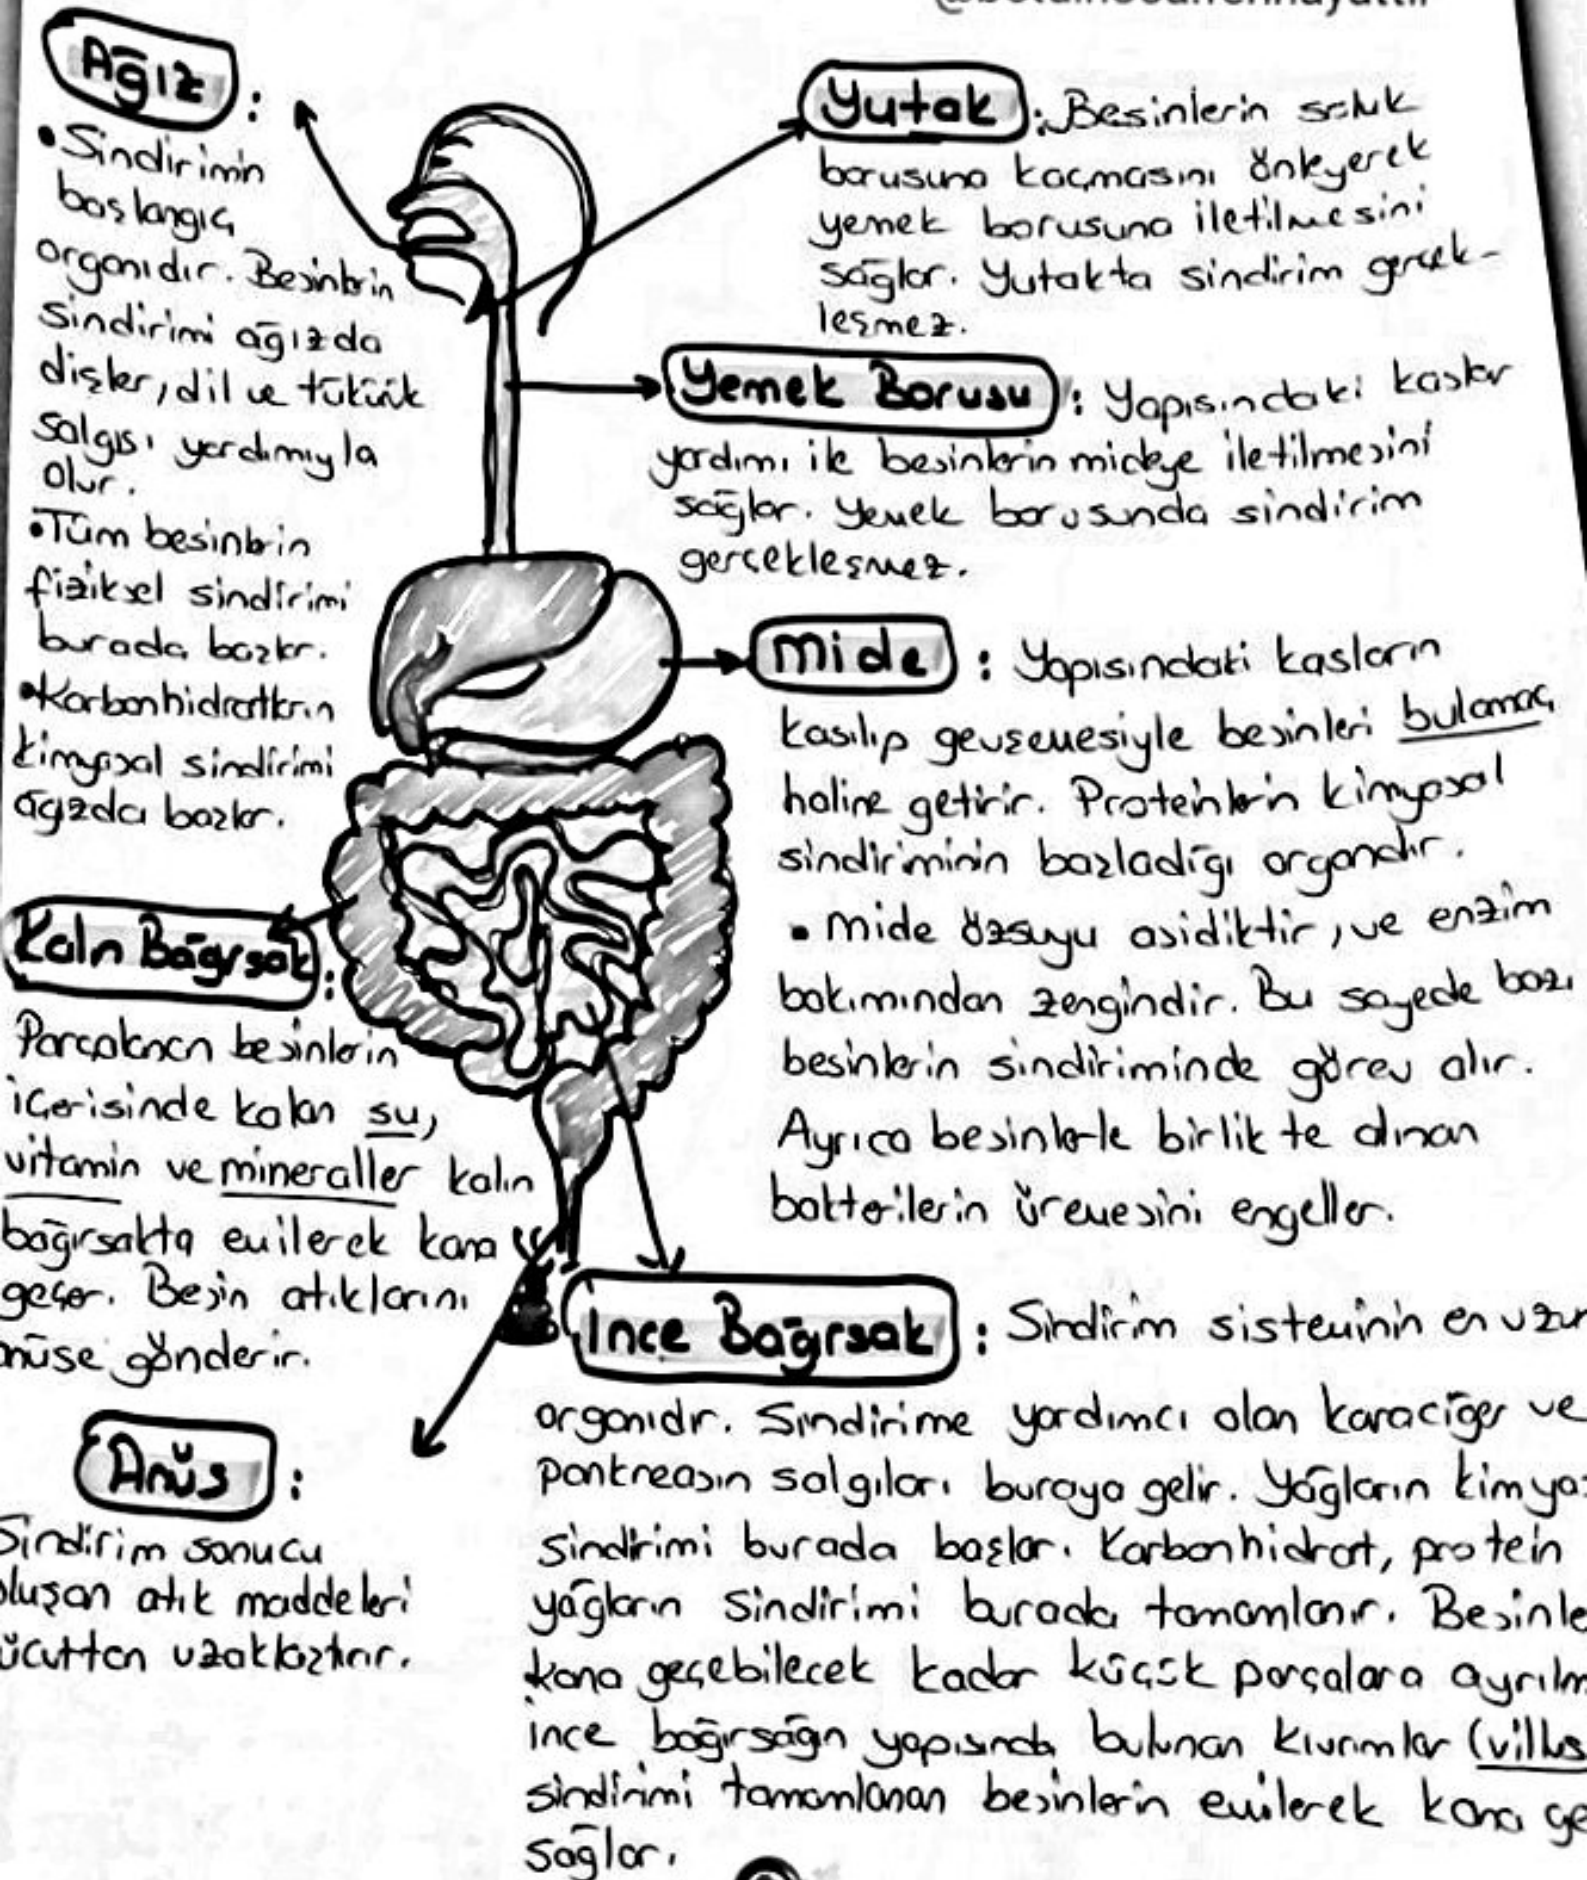 Ağız :
• Sindirimin
başlangıç
organıdır. Besinlerin
sindirimi ağızda
dişler, dil ve tükürük
salgısı yardımıyla
olur.
• Tüm besinlerin
fiziksel sindirimi
burada başlar.
• Karbonhidratların
kimyasal sindirimi
ağızda başlar.
Yutak : Besinlerin soluk
borusuna kaçmasını önleyerek
yemek borusuna iletilmesini
sağlar. Yutakta sindirim gerçek-
leşmez.
Yemek Borusu : Yapısındaki kaslar
yardımı ile besinlerin mideye iletilmesini
sağlar. Yemek borusunda sindirim
gerçekleşmez.
Mide : Yapısındaki kasların
kasılıp gevşemesiyle besinleri bulamaç
haline getirir. Proteinlerin kimyasal
sindiriminin başladığı organdır.
• Mide özsuyu asidiktir, ve enzim
bakımından zengindir. Bu sayede bazı
besinlerin sindiriminde görev alır.
Ayrıca besinlerle birlikte alınan
bakterilerin üremesini engeller.
Kalın Bağırsak :
Parçalanan besinlerin
içerisinde kalan su,
vitamin ve mineraller kalın
bağırsakta emilerek kana
geçer. Besin atıklarını
anüse gönderir.
Anüs :
Sindirim sonucu
oluşan atık maddeleri
vücuttan uzaklaştırır.
İnce Bağırsak : Sindirim sisteminin en uzun
organıdır. Sindirime yardımcı olan karaciğer ve
pankreasın salgıları buraya gelir. Yağların kimyas
sindirimi burada başlar. Karbonhidrat, protein
yağların sindirimi burada tamamlanır. Besinle
kana geçebilecek kadar küçük parçalara ayrılm
ince bağırsağın yapısında bulunan kıvrımlar (villus
sindirimi tamamlanan besinlerin emilerek kana ge
sağlar.